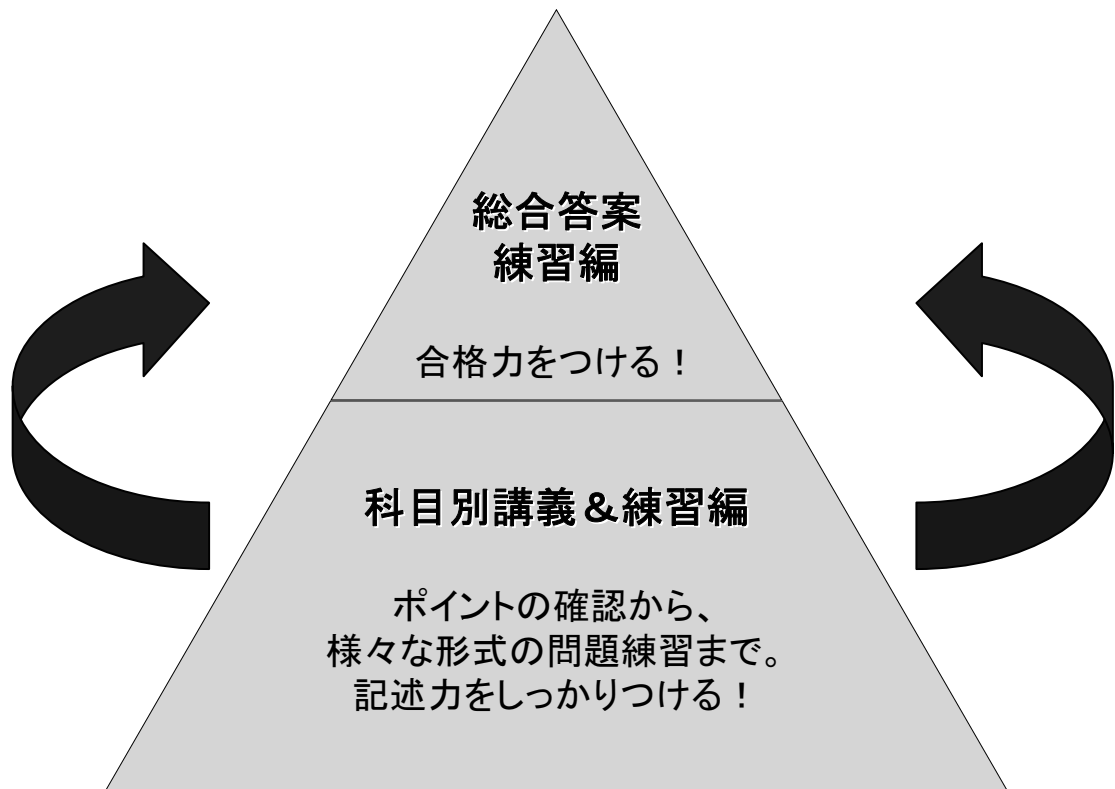 総合答案
練習編
合格力をつける！
科目別講義＆練習編
ポイントの確認から、
様々な形式の問題練習まで。
記述力をしっかりつける！